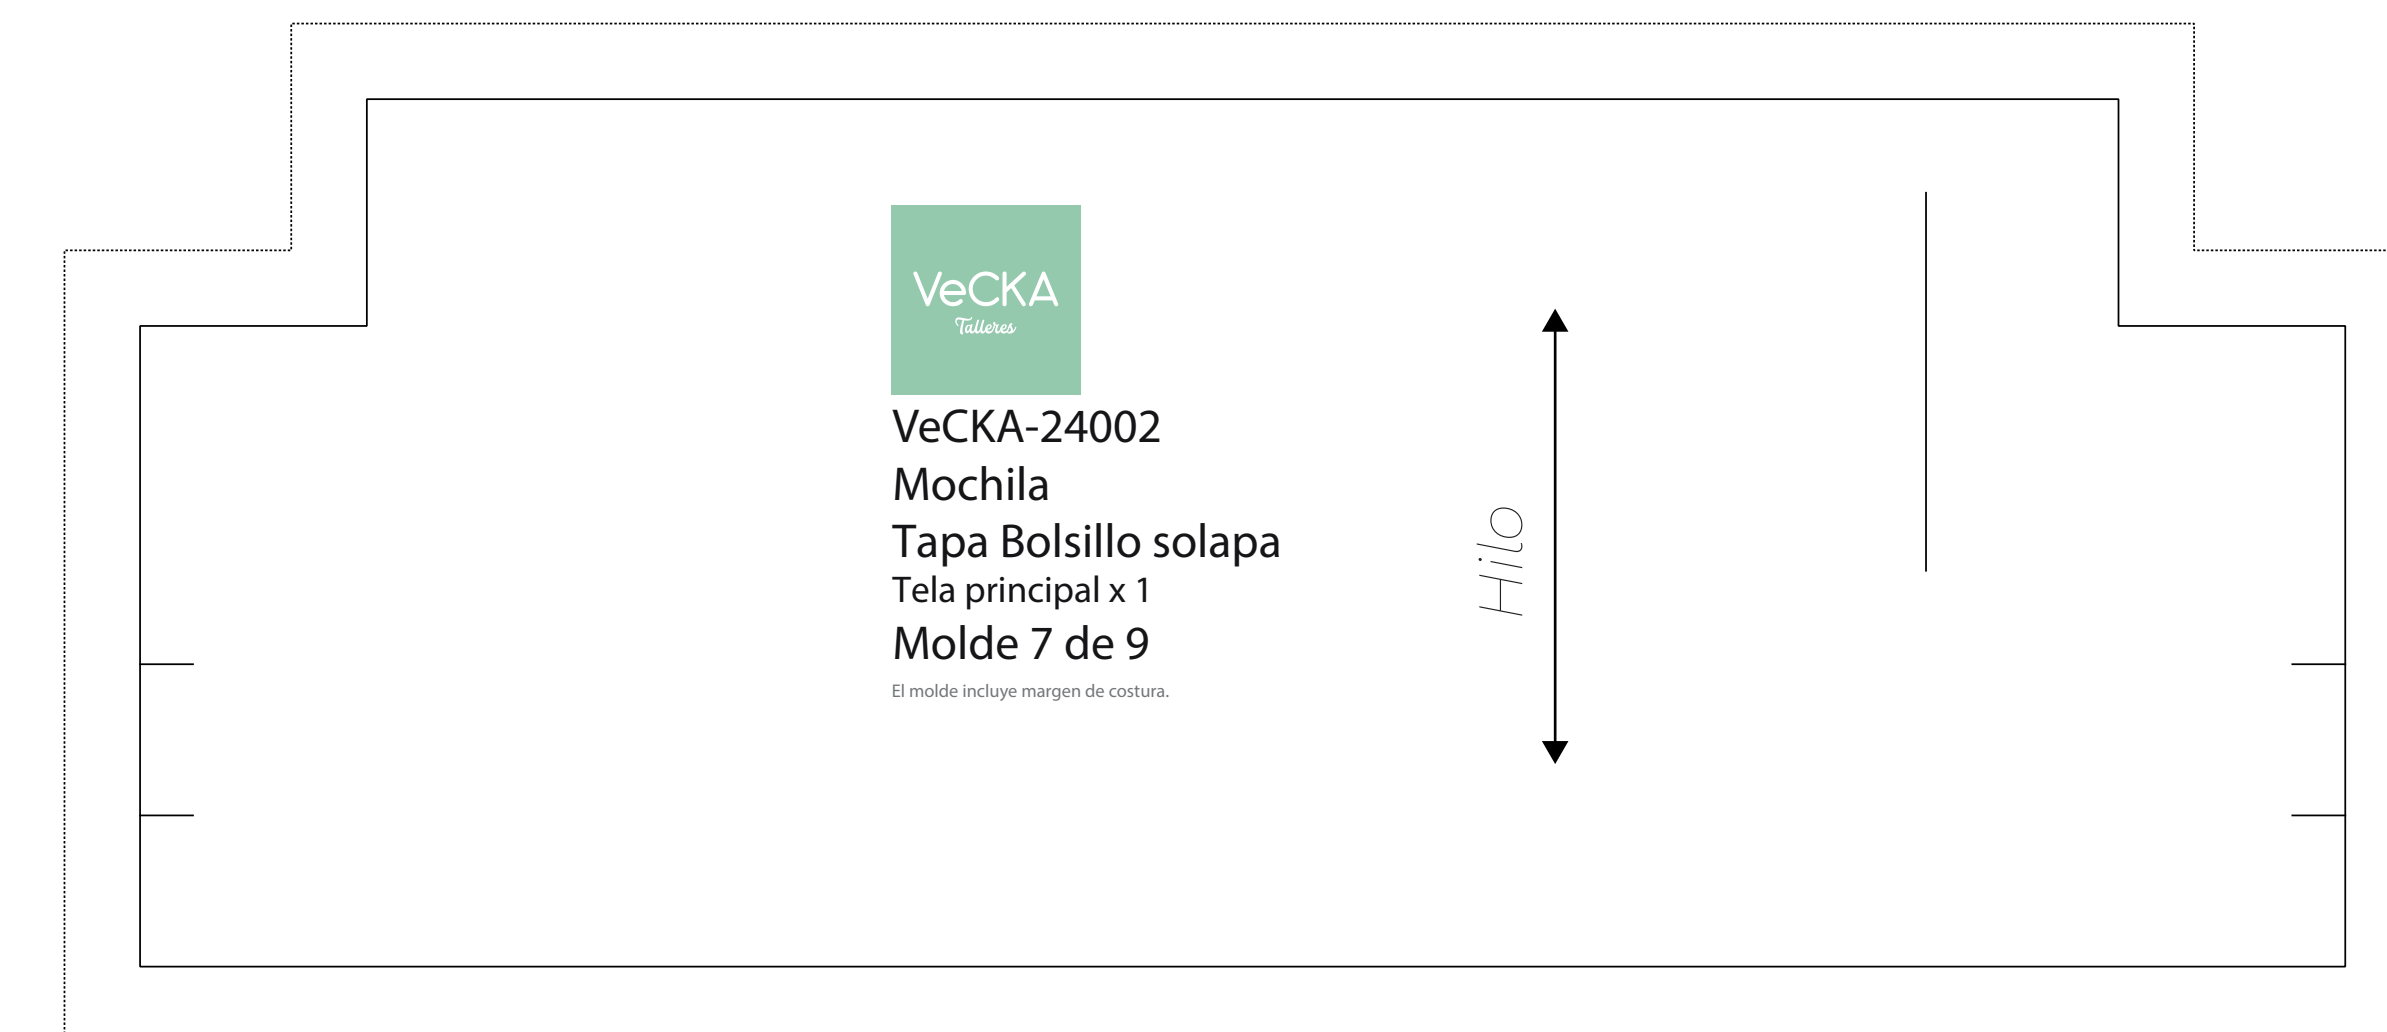 VeCKA
Talleres
VeCKA-24002
Mochila
Tapa Bolsillo solapa
Tela principal x 1
Molde 7 de 9
El molde incluye margen de costura.
Hilo